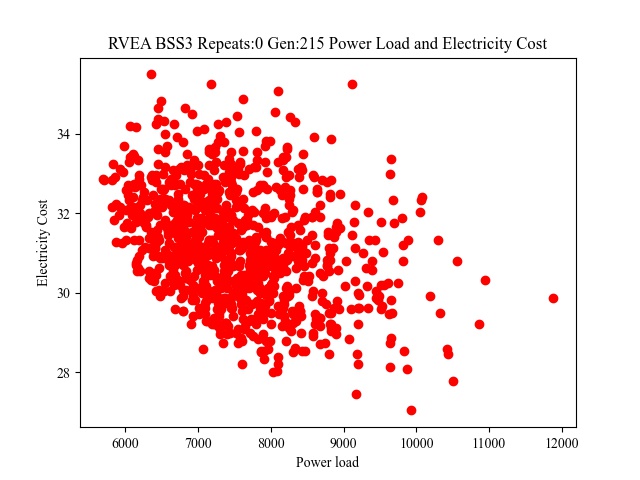 RVEA BSS3 Repeats:0 Gen:215 Power Load and Electricity Cost
34
32
30
28
Electricity Cost
6000 7000 8000 9000 10000 11000 12000
Power load